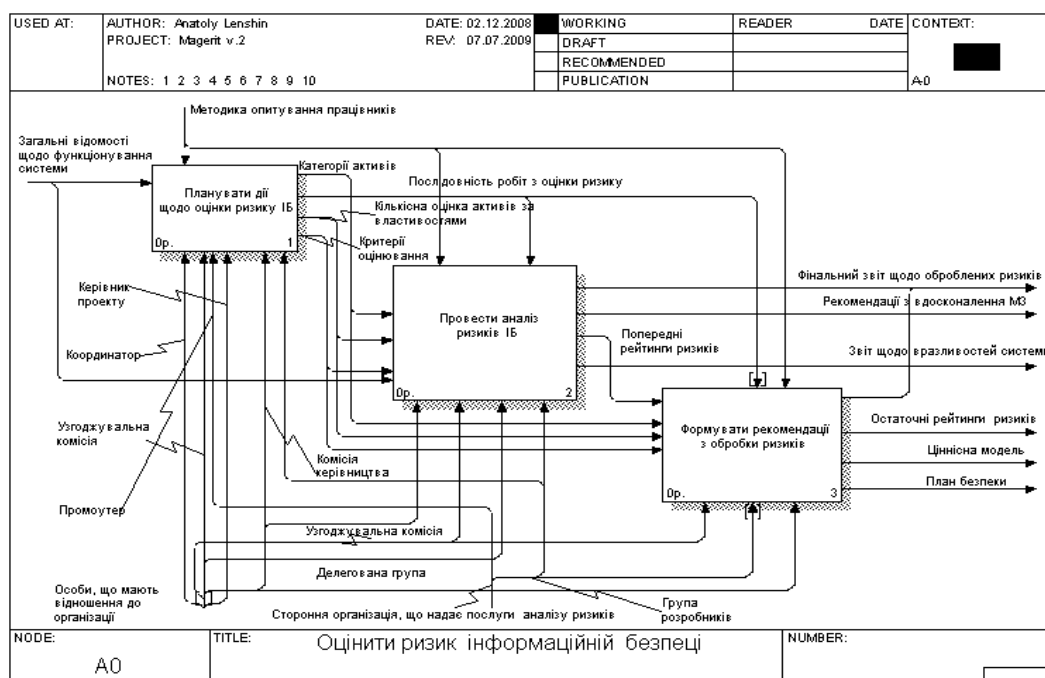 USED AT:
AUTHOR: Anatoly Lenshin
DATE: 02.12.2008
WORKING
READER
DATE
CONTEXT:
PROJECT: Magerit v.2
REV: 07.07.2009
DRAFT
RECOMMENDED
NOTES: 1 2 3 4 5 6 7 8 9 10
PUBLICATION
A-0
Методика опитування працівників
Загальні відомості
щодо функціонування
системи
Категорії активів
Планувати дії
щодо оцінки ризику ІБ
0р.
1
Послідовність робіт з оцінки ризику
Кількісна оцінка активів за
властивостями
Критерії
оцінювання
Керівник
проекту
Провести аналіз
ризиків ІБ
0р.
2
Фінальний звіт щодо оброблених ризиків
Рекомендації з вдосконалення МЗ
Попередні
рейтинги ризиків
Звіт щодо вразливостей системи
Координатор
Узгоджувальна
комісія
Формувати рекомендації
з обробки ризиків
0р.
3
Остаточні рейтинги ризиків
Ціннісна модель
План безпеки
Комісія
керівництва
Промоутер
Узгоджувальна комісія
Делегована група
Особи, що мають
відношення до
організації
Стороння організація, що надає послуги аналізу ризиків
Група
розробників
NODE:
A0
TITLE:
Оцінити ризик інформаційній безпеці
NUMBER: